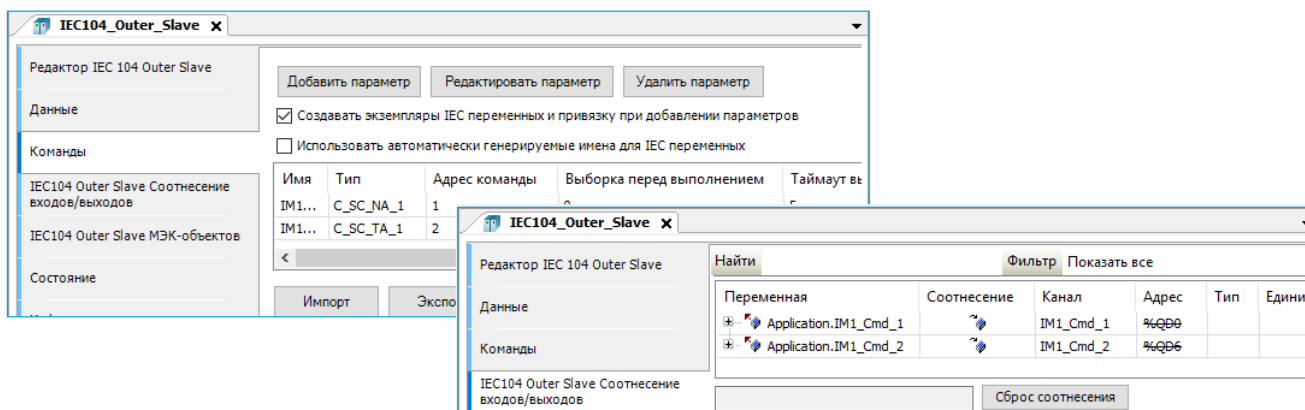 IEC104_Outer_Slave X
Редактор IEC 104 Outer Slave
Данные
Команды
IEC104 Outer Slave Соотнесение
входов/выходов
IEC104 Outer Slave МЭК-объектов
Состояние
Добавить параметр Редактировать параметр Удалить параметр
Создавать экземпляры IEC переменных и привязку при добавлении параметров
Использовать автоматически генерируемые имена для IEC переменных
Имя Тип Адрес команды Выборка перед выполнением Таймаут вы
IM1... C_SC_NA_1 1
IM1... C_SC_TA_1 2
Импорт Экспо
IEC104_Outer_Slave X
Редактор IEC 104 Outer Slave
Данные
Команды
IEC104 Outer Slave Соотнесение
входов/выходов
Найти Фильтр Показать все
Переменная Соотнесение Канал Адрес Тип Едини
Application.IM1_Cmd_1 IM1_Cmd_1 %QD0
Application.IM1_Cmd_2 IM1_Cmd_2 %QD6
Сброс соотнесения